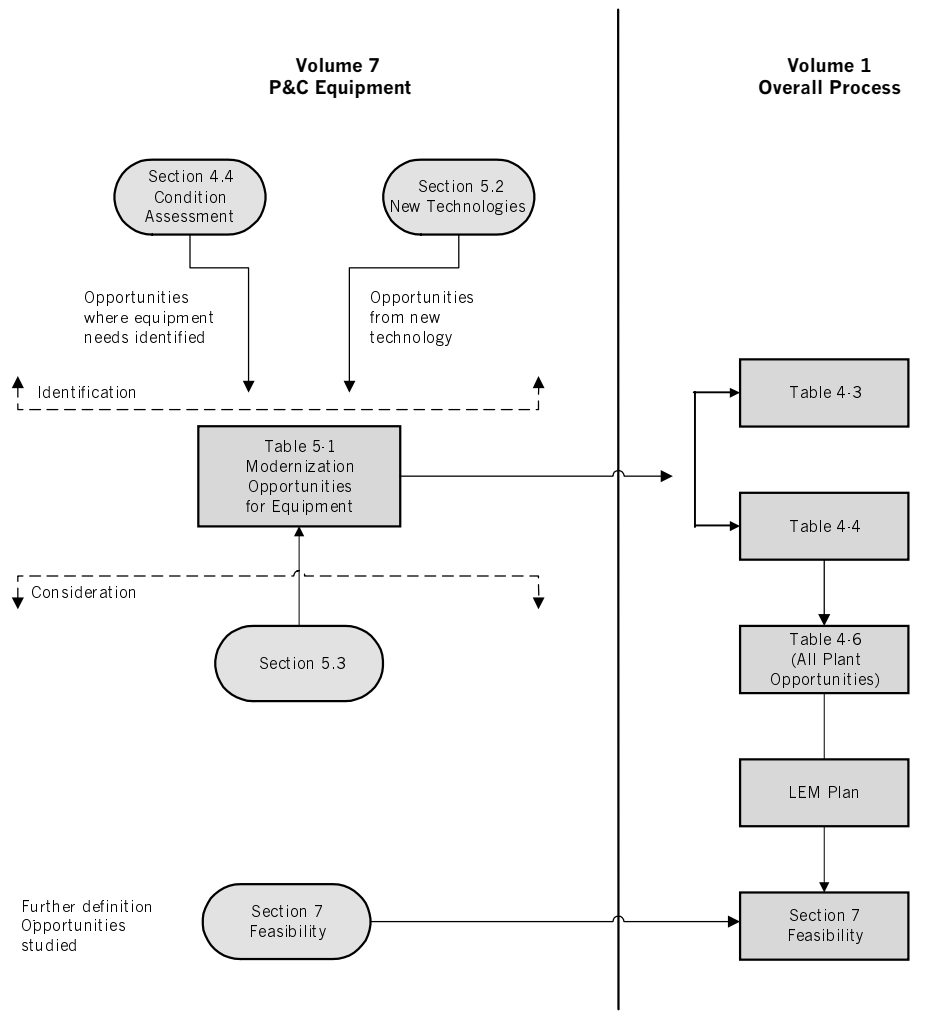 Volume 7
P&C Equipment
Volume 1
Overall Process
Section 4.4
Condition
Assessment
Section 5.2
New Technologies
Opportunities
where equipment
needs identified
Opportunities
from new
technology
Identification
Table 4-3
Table 5-1
Modernization
Opportunities
for Equipment
Table 4-4
Consideration
Section 5.3
Table 4-6
(All Plant
Opportunities)
LEM Plan
Further definition
Opportunities
studied
Section 7
Feasibility
Section 7
Feasibility